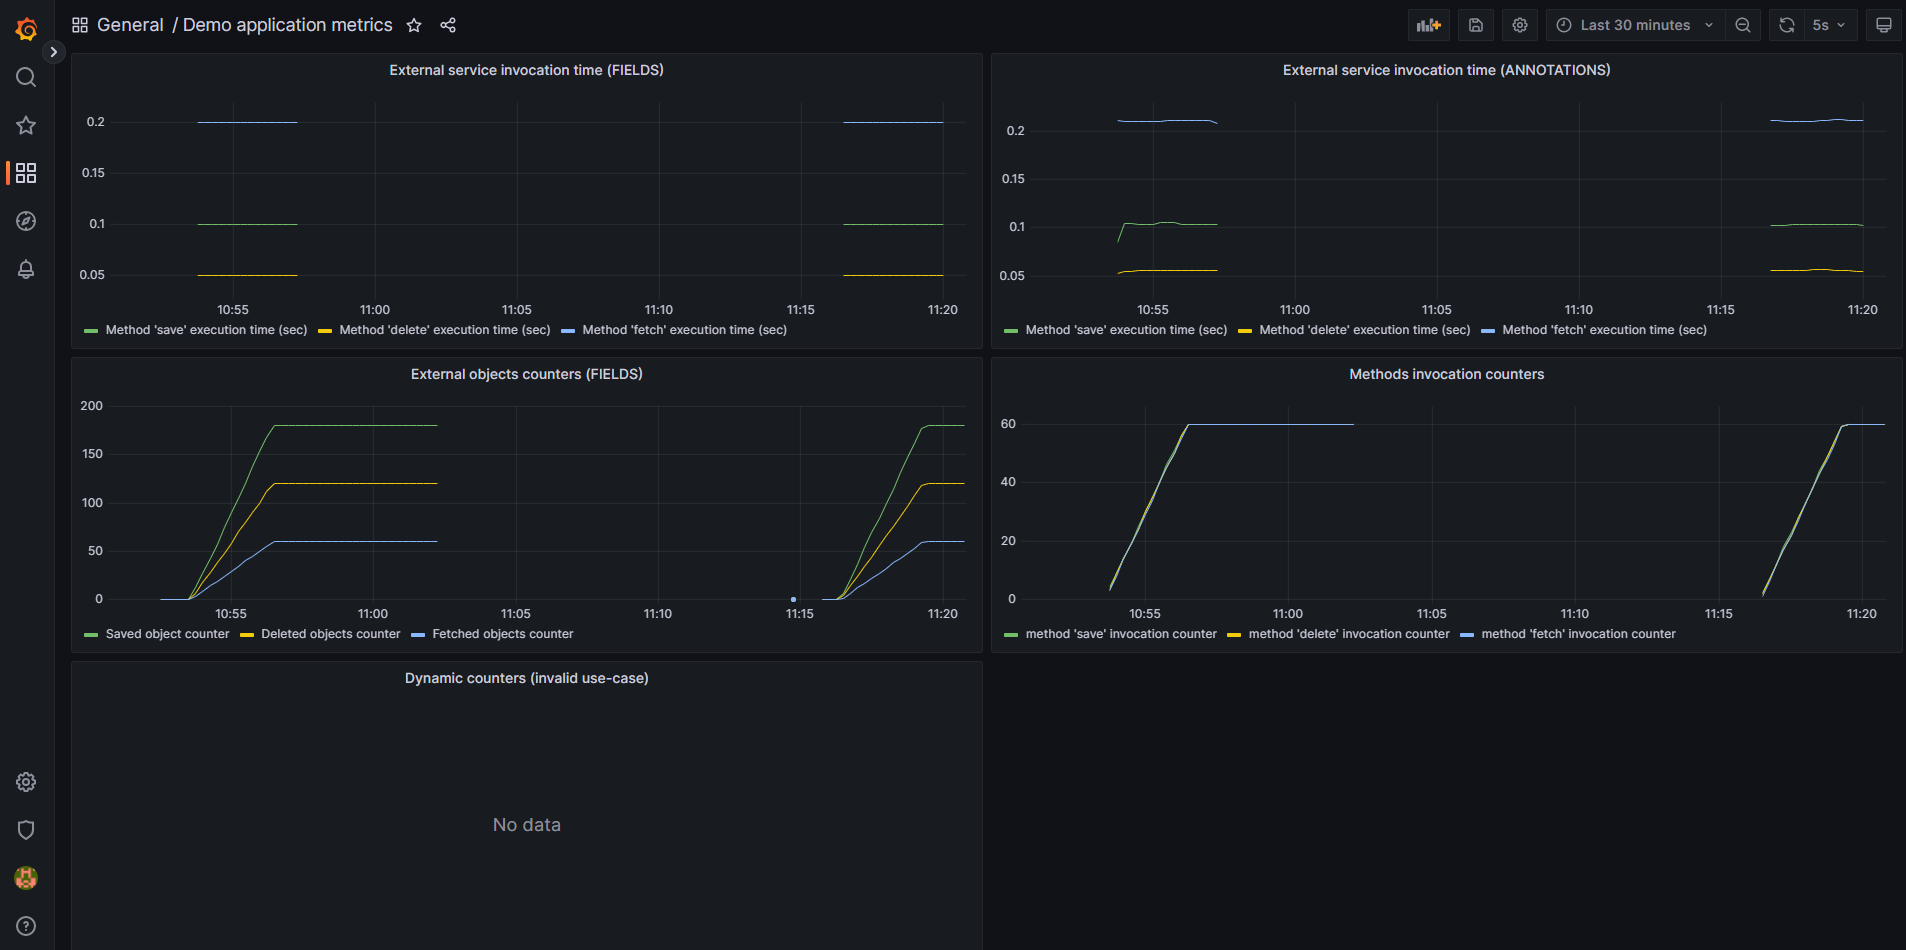 General / Demo application metrics
Last 30 minutes
5s
External service invocation time (FIELDS)
0.2
0.15
0.1
0.05
10:55 11:00 11:05 11:10 11:15 11:20
Method 'save' execution time (sec) Method 'delete' execution time (sec) Method 'fetch' execution time (sec)
External service invocation time (ANNOTATIONS)
0.2
0.15
0.1
0.05
10:55 11:00 11:05 11:10 11:15 11:20
Method 'save' execution time (sec) Method 'delete' execution time (sec) Method 'fetch' execution time (sec)
External objects counters (FIELDS)
200
150
100
50
0
10:55 11:00 11:05 11:10 11:15 11:20
Saved object counter Deleted objects counter Fetched objects counter
Methods invocation counters
60
40
20
0
10:55 11:00 11:05 11:10 11:15 11:20
method 'save' invocation counter method 'delete' invocation counter method 'fetch' invocation counter
Dynamic counters (invalid use-case)
No data